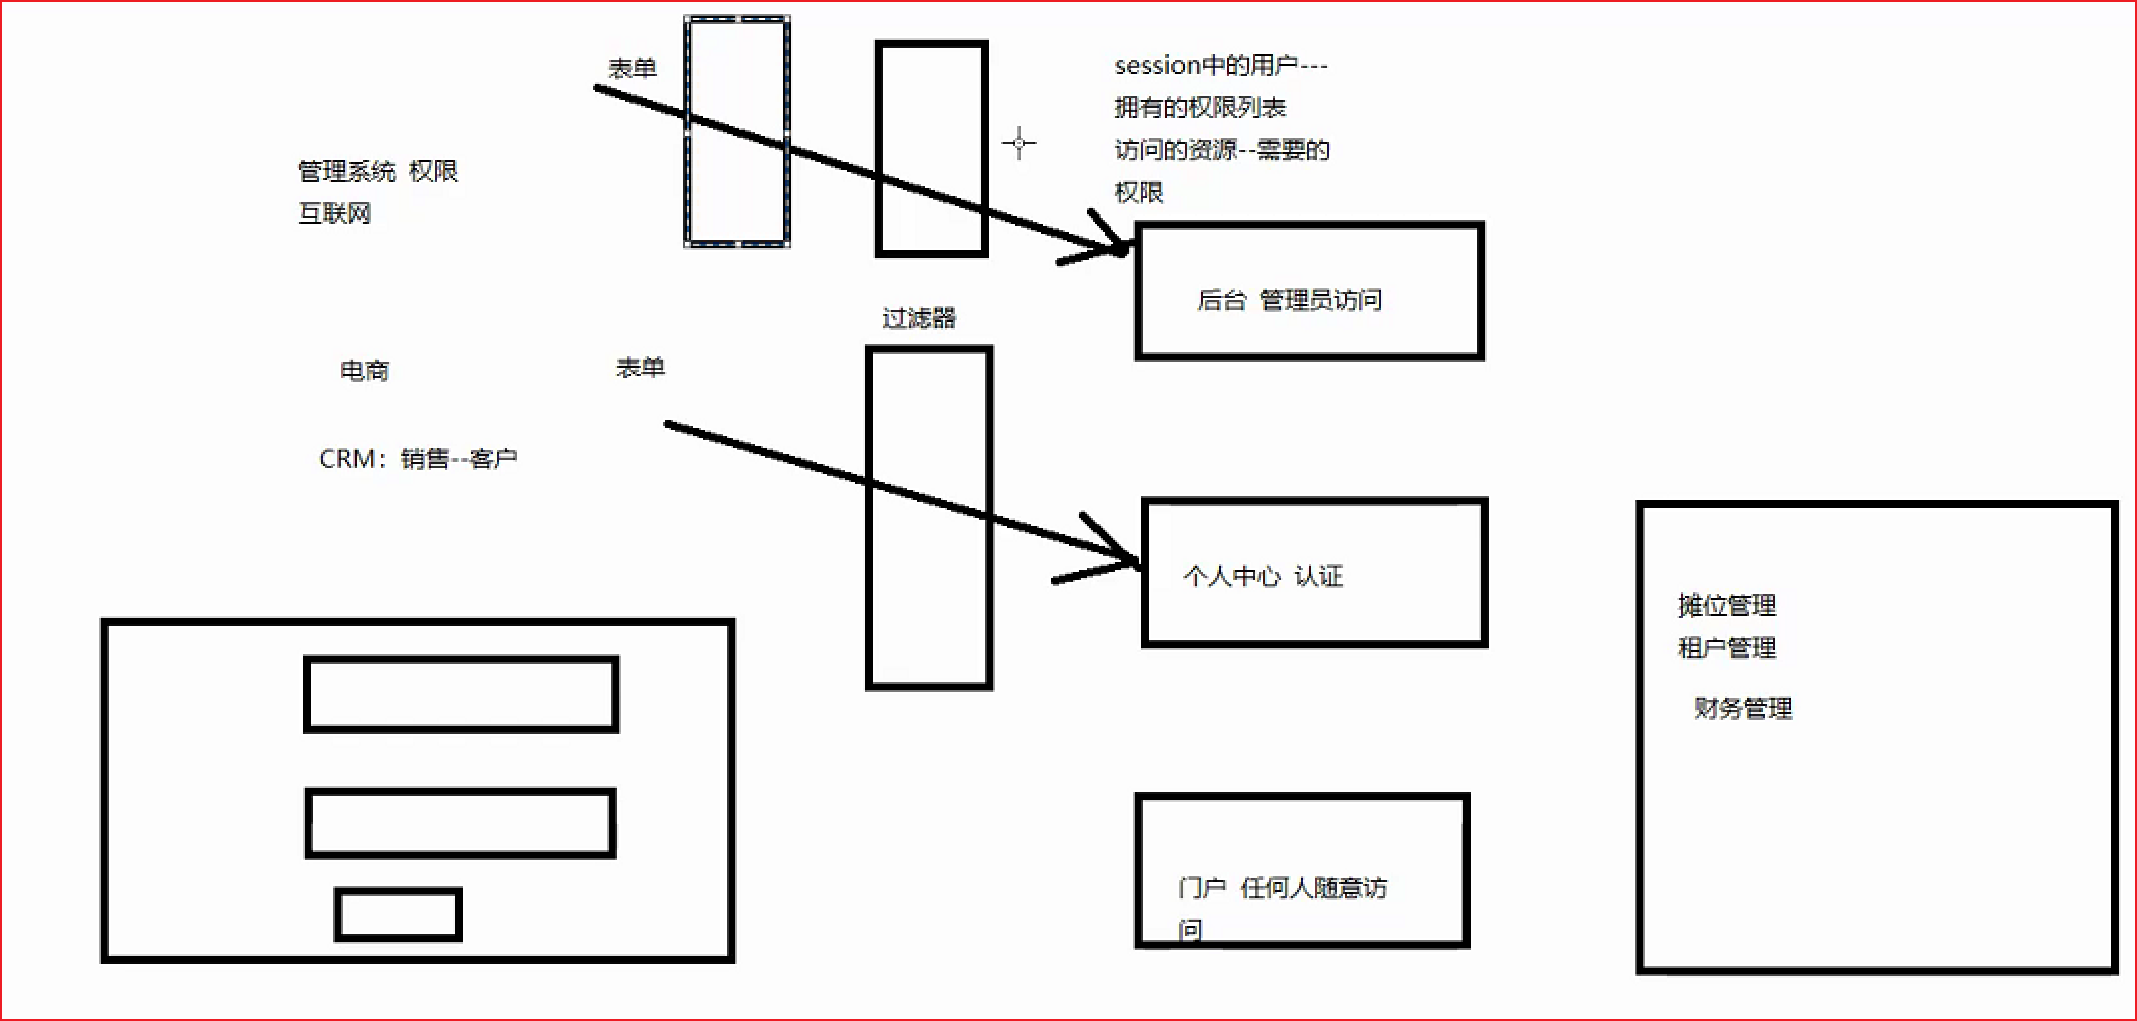 表单
session中的用户---
拥有的权限列表
访问的资源--需要的
权限
管理系统 权限
互联网
后台 管理员访问
过滤器
电商
表单
CRM：销售--客户
个人中心 认证
摊位管理
租户管理
财务管理
门户 任何人随意访
问